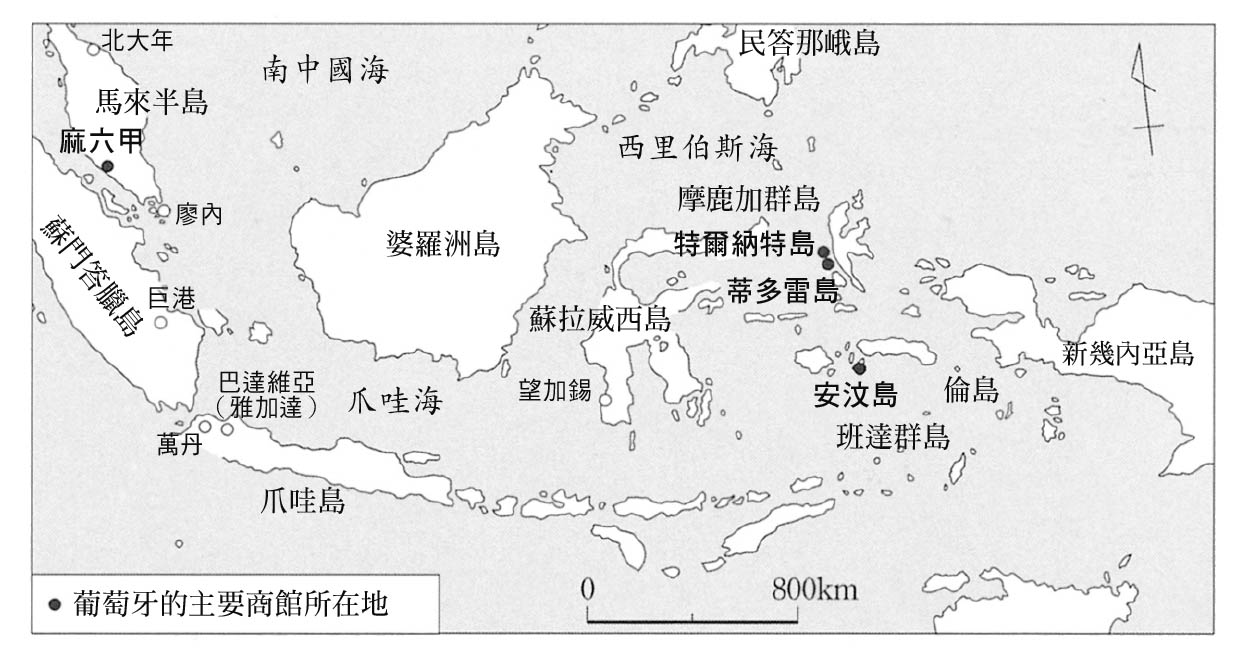 北大年
南中國海
民答那峨島
馬來半島
麻六甲
西里伯斯海
摩鹿加群島
廖內
蘇門答臘島
婆羅洲島
特爾納特島
蒂多雷島
巨港
蘇拉威西島
新幾內亞島
巴達維亞
（雅加達）
爪哇海
望加錫
安汶島
倫島
萬丹
班達群島
爪哇島
0 800km
葡萄牙的主要商館所在地